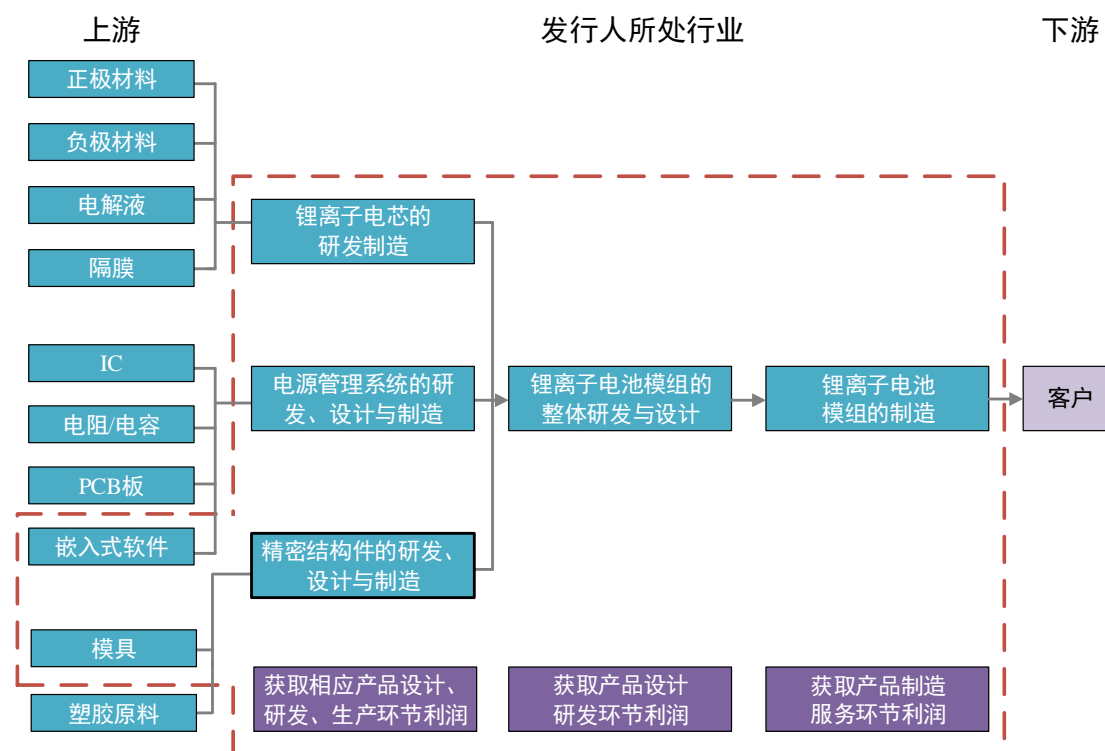 上游
发行人所处行业
下游
正极材料
负极材料
电解液
隔膜
IC
电阻/电容
PCB板
嵌入式软件
模具
塑胶原料
锂离子电芯的
研发制造
电源管理系统的研
发、设计与制造
精密结构件的研发、
设计与制造
锂离子电池模组的
整体研发与设计
锂离子电池
模组的制造
客户
获取相应产品设计、
研发、生产环节利润
获取产品设计
研发环节利润
获取产品制造
服务环节利润